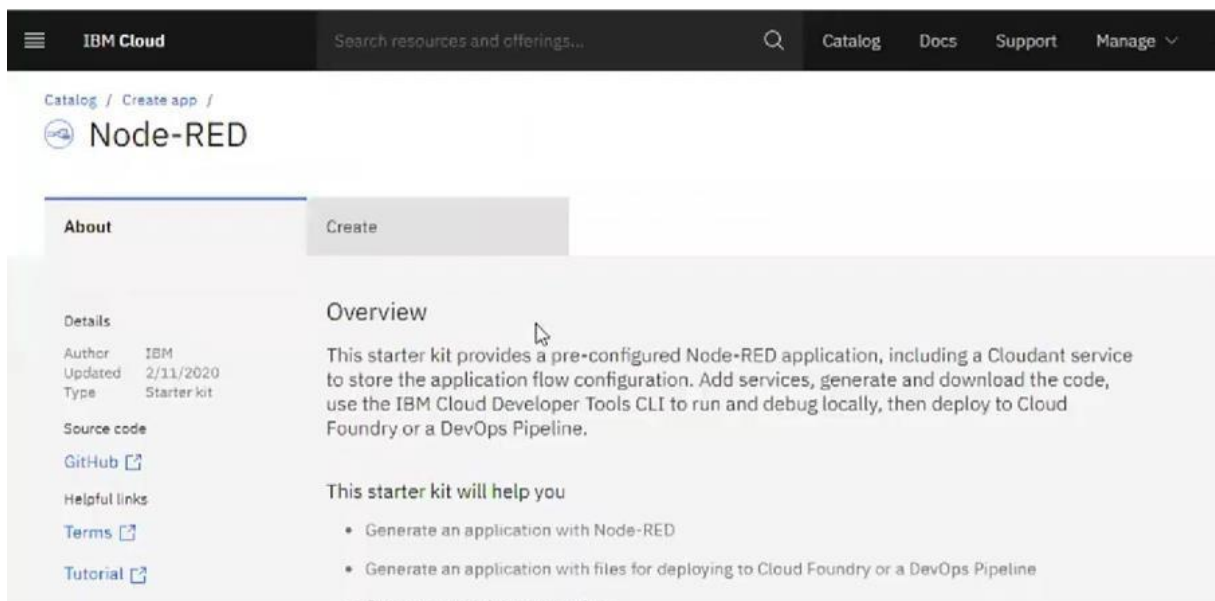 IBM Cloud
Search resources and offerings...
Catalog
Docs
Support
Manage
Catalog / Create app /
Node-RED
About
Create
Details
Author IBM
Updated 2/11/2020
Type Starter kit
Source code
GitHub
Helpful links
Terms
Tutorial
Overview
This starter kit provides a pre-configured Node-RED application, including a Cloudant service
to store the application flow configuration. Add services, generate and download the code,
use the IBM Cloud Developer Tools CLI to run and debug locally, then deploy to Cloud
Foundry or a DevOps Pipeline.
This starter kit will help you
• Generate an application with Node-RED
• Generate an application with files for deploying to Cloud Foundry or a DevOps Pipeline